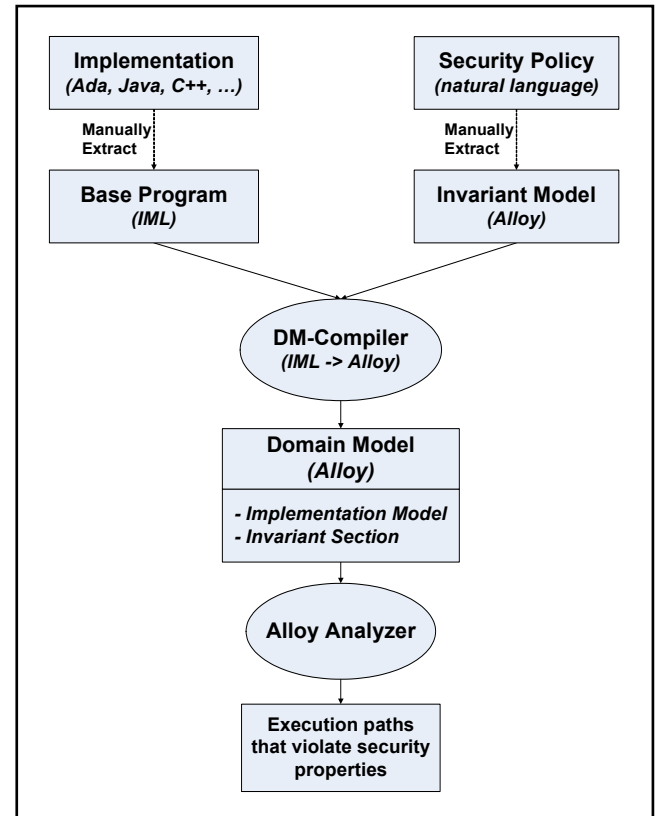 Implementation
(Ada, Java, C++, …)
Security Policy
(natural language)
Manually
Extract
Manually
Extract
Base Program
(IML)
Invariant Model
(Alloy)
DM-Compiler
(IML -> Alloy)
Domain Model
(Alloy)
- Implementation Model
- Invariant Section
Alloy Analyzer
Execution paths
that violate security
properties